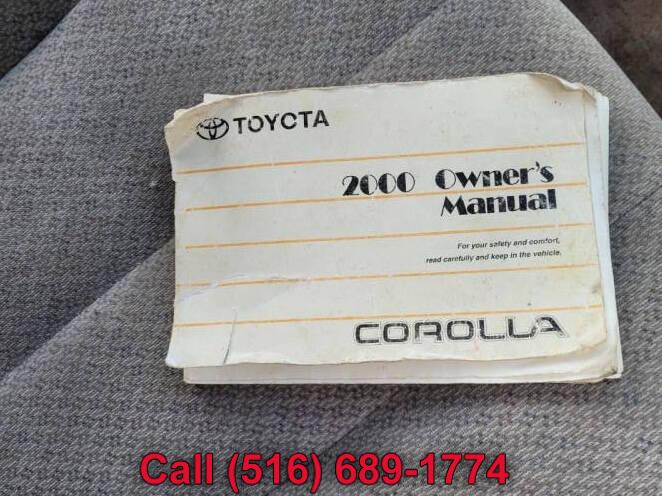 TOYOTA
2000 Owner's
Manual
For your safety and comfort,
read carefully and keep in the vehicle.
COROLLA
Call (516) 689-1774